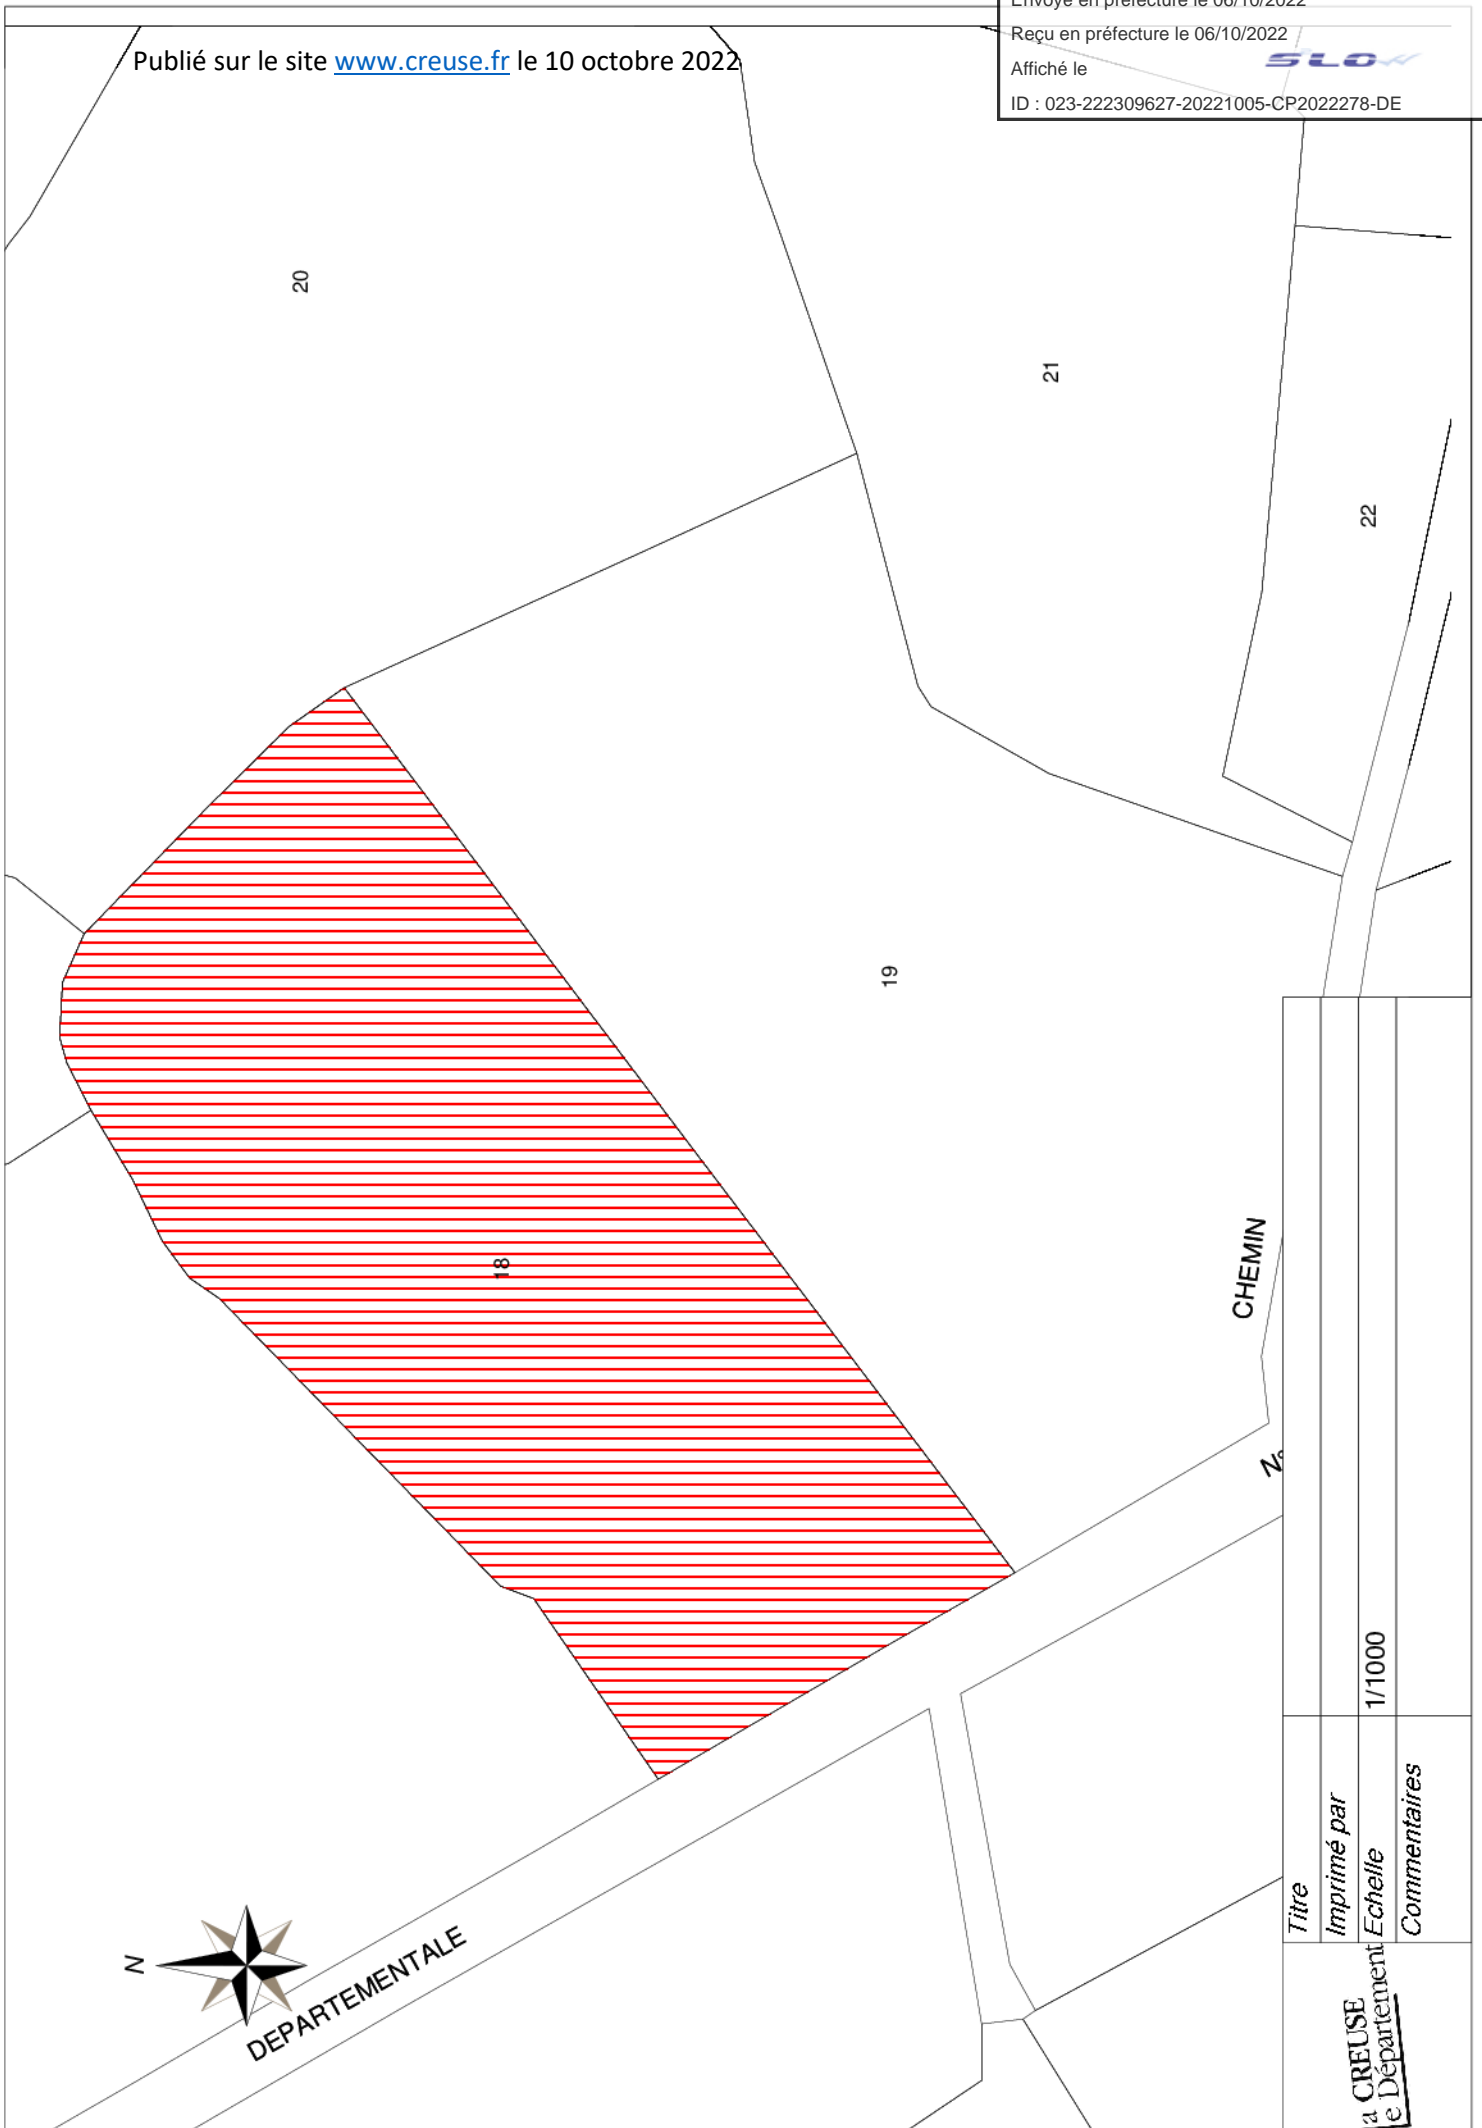 Envoyé en préfecture le 06/10/2022
Reçu en préfecture le 06/10/2022
Affiché le
SLOW
ID : 023-222309627-20221005-CP2022278-DE
Publié sur le site www.creuse.fr le 10 octobre 2022
20
21
22
19
18
CHEMIN
N°
DEPARTEMENTALE
N
Titre
Imprimé par
Echelle 1/1000
Commentaires
a CREUSE
e Département